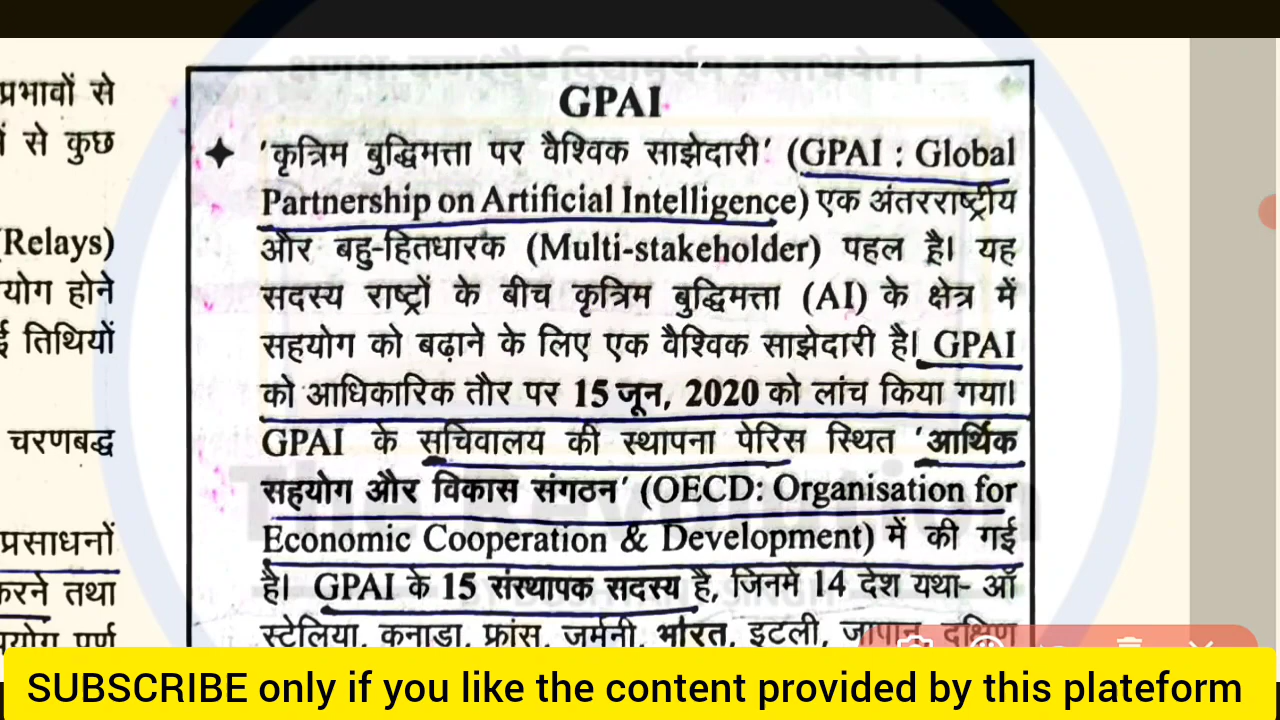 प्रभावों से
से कुछ
(Relays)
योग होने
ई तिथियों
चरणबद्ध
प्रसाधनों
करने तथा
GPAI
'कृत्रिम बुद्धिमत्ता पर वैश्विक साझेदारी' (GPAI : Global
Partnership on Artificial Intelligence) एक अंतरराष्ट्रीय
और बहु-हितधारक (Multi-stakeholder) पहल है। यह
सदस्य राष्ट्रों के बीच कृत्रिम बुद्धिमत्ता (AI) के क्षेत्र में
सहयोग को बढ़ाने के लिए एक वैश्विक साझेदारी है। GPAI
को आधिकारिक तौर पर 15 जून, 2020 को लांच किया गया।
GPAI के सचिवालय की स्थापना पेरिस स्थित 'आर्थिक
सहयोग और विकास संगठन' (OECD: Organisation for
Economic Cooperation & Development) में की गई
है। GPAI के 15 संस्थापक सदस्य है, जिनमें 14 देश यथा- ऑ
स्टेलिया, कनाडा, फ्रांस, जर्मनी, भारत, इटली, जापान, दक्षिण
SUBSCRIBE only if you like the content provided by this plateform